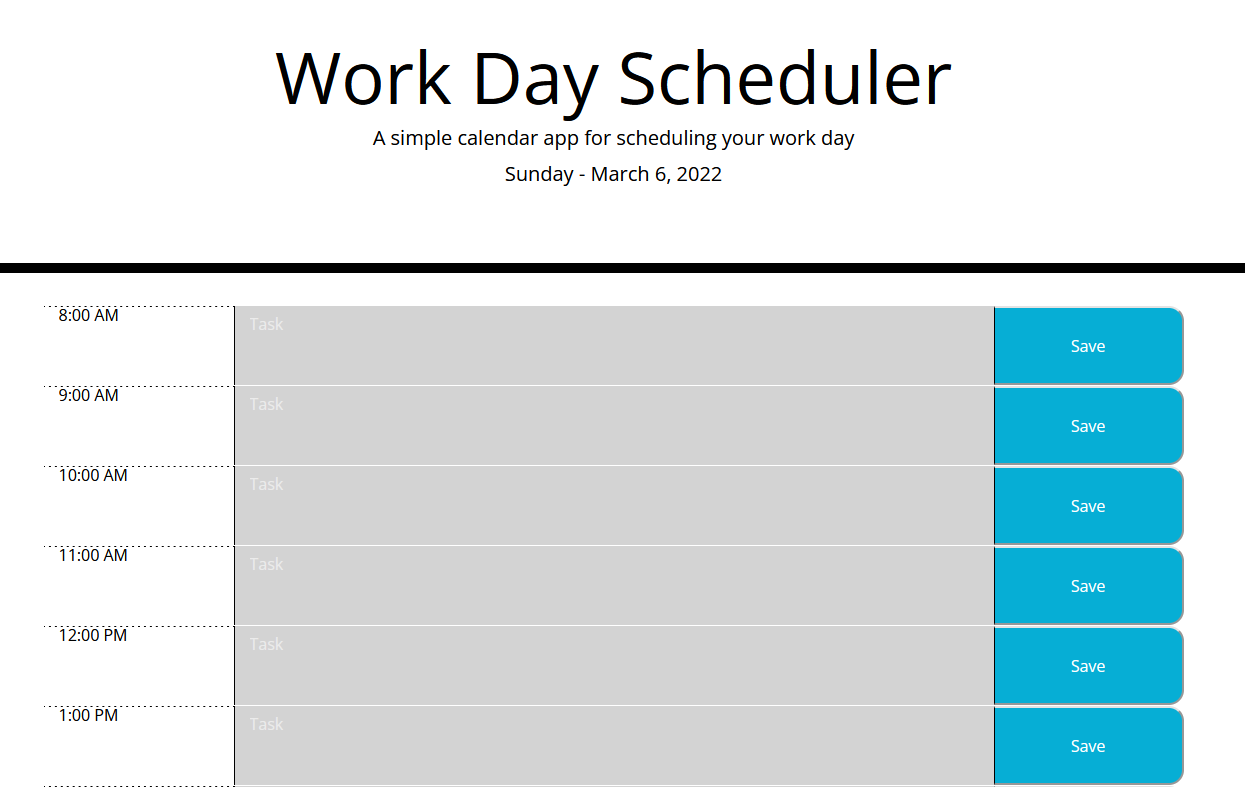 Work Day Scheduler
A simple calendar app for scheduling your work day
Sunday - March 6, 2022
8:00 AM Task Save
9:00 AM Task Save
10:00 AM Task Save
11:00 AM Task Save
12:00 PM Task Save
1:00 PM Task Save